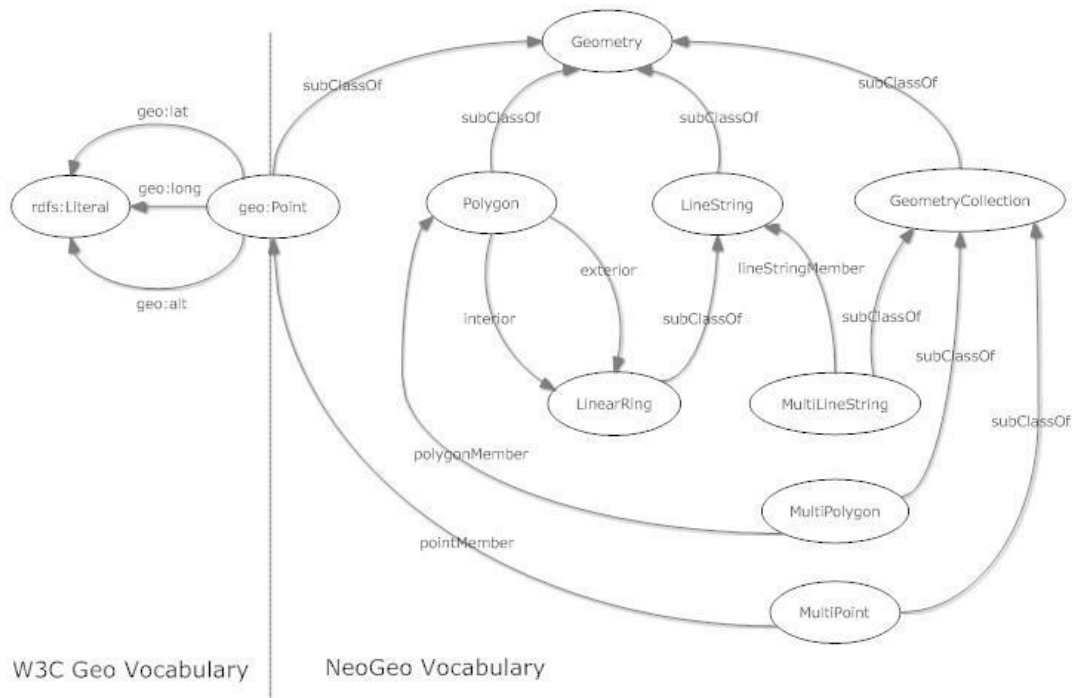 Geometry
subClassOf
subClassOf
subClassOf
subClassOf
geo:lat
geo:long
geo:alt
rdfs:Literal
geo:Point
Polygon
LineString
GeometryCollection
exterior
interior
lineStringMember
subClassOf
subClassOf
subClassOf
subClassOf
LinearRing
MultiLineString
polygonMember
MultiPolygon
pointMember
MultiPoint
W3C Geo Vocabulary
NeoGeo Vocabulary